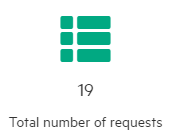 19
Total number of requests